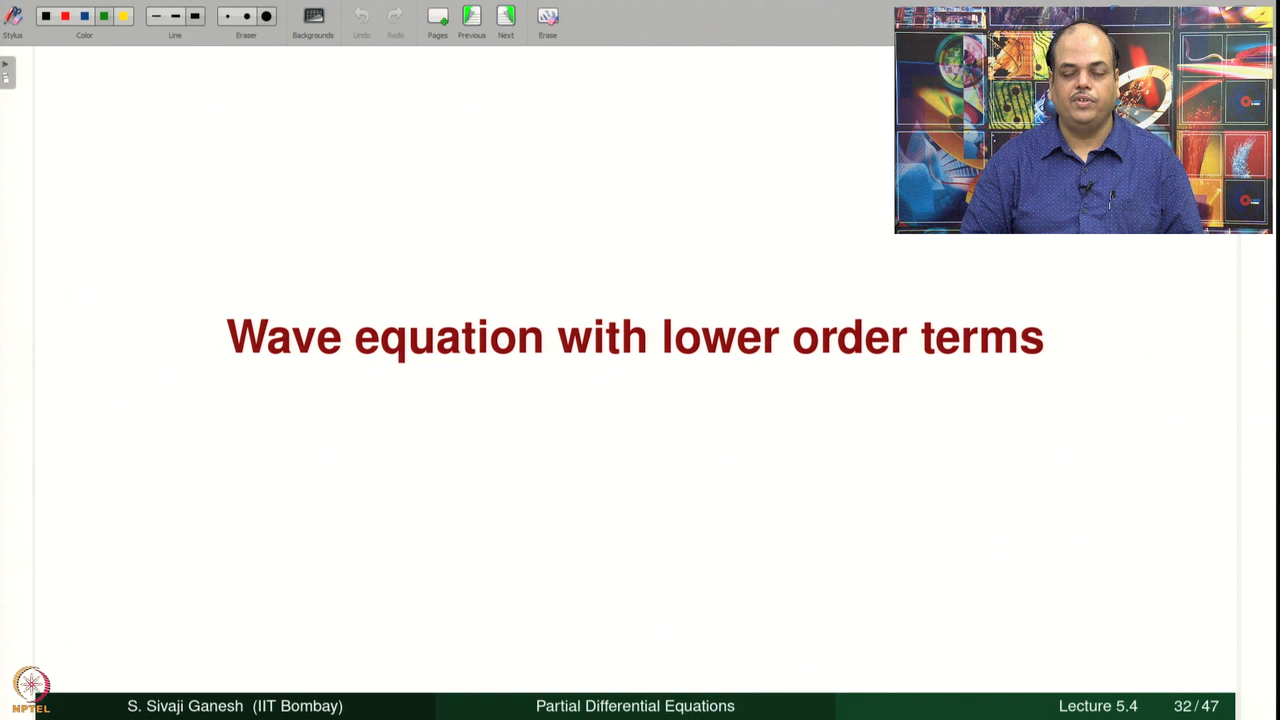 Stylus Color Line Eraser Backgrounds Undo Redo Pages Previous Next Erase
Wave equation with lower order terms
NPTEL
S. Sivaji Ganesh (IIT Bombay) Partial Differential Equations Lecture 5.4 32/47